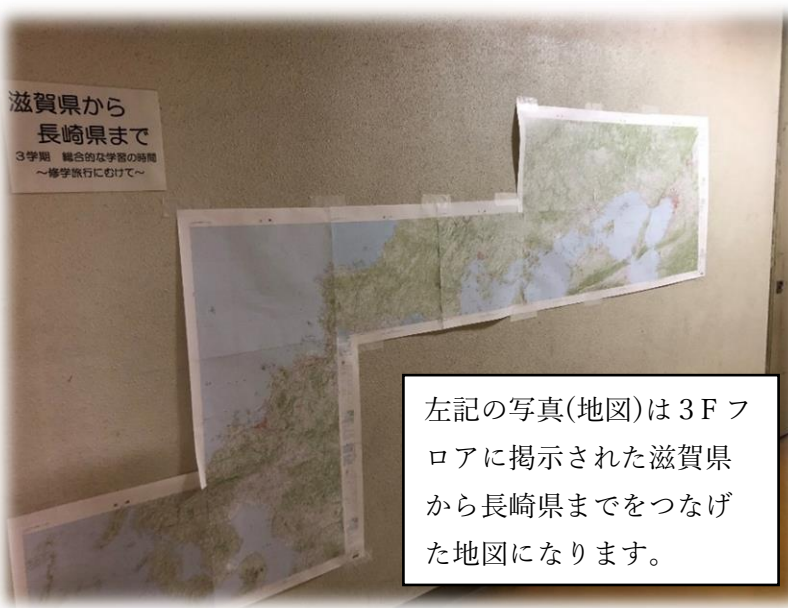 滋賀県から
長崎県まで
3学期　総合的な学習の時間
～修学旅行にむけて～
左記の写真(地図)は３Ｆフ
ロアに掲示された滋賀県
から長崎県までをつなげ
た地図になります。